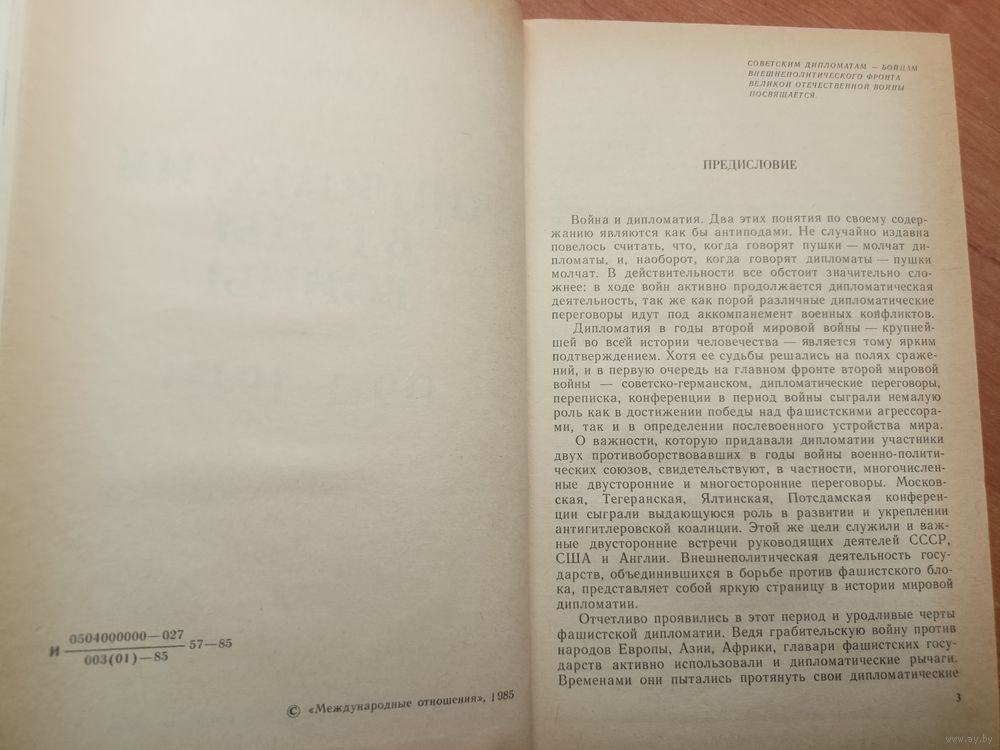 И 0504000000—027 57—85
003(01)—85
© «Международные отношения», 1985
СОВЕТСКИМ ДИПЛОМАТАМ — БОЙЦАМ
ВНЕШНЕПОЛИТИЧЕСКОГО ФРОНТА
ВЕЛИКОЙ ОТЕЧЕСТВЕННОЙ ВОЙНЫ
ПОСВЯЩАЕТСЯ.
ПРЕДИСЛОВИЕ
Война и дипломатия. Два этих понятия по своему содер-
жанию являются как бы антиподами. Не случайно издавна
повелось считать, что, когда говорят пушки — молчат ди-
пломаты, и, наоборот, когда говорят дипломаты — пушки
молчат. В действительности все обстоит значительно сло-
жнее: в ходе войн активно продолжается дипломатическая
деятельность, так же как порой различные дипломатические
переговоры идут под аккомпанемент военных конфликтов.
Дипломатия в годы второй мировой войны — крупней-
шей во всей истории человечества — является тому ярким
подтверждением. Хотя ее судьбы решались на полях сраже-
ний, и в первую очередь на главном фронте второй мировой
войны — советско-германском, дипломатические переговоры,
переписка, конференции в период войны сыграли немалую
роль как в достижении победы над фашистскими агрессора-
ми, так и в определении послевоенного устройства мира.
О важности, которую придавали дипломатии участники
двух противоборствовавших в годы войны военно-полити-
ческих союзов, свидетельствуют, в частности, многочислен-
ные двусторонние и многосторонние переговоры. Москов-
ская, Тегеранская, Ялтинская, Потсдамская конферен-
ции сыграли выдающуюся роль в развитии и укреплении
антигитлеровской коалиции. Этой же цели служили и важ-
ные двусторонние встречи руководящих деятелей СССР,
США и Англии. Внешнеполитическая деятельность госу-
дарств, объединившихся в борьбе против фашистского бло-
ка, представляет собой яркую страницу в истории мировой
дипломатии.
Отчетливо проявились в этот период и уродливые черты
фашистской дипломатии. Ведя грабительскую войну против
народов Европы, Азии, Африки, главари фашистских госу-
дарств активно использовали и дипломатические рычаги.
Временами они пытались протянуть свои дипломатические
3
www.ay.by